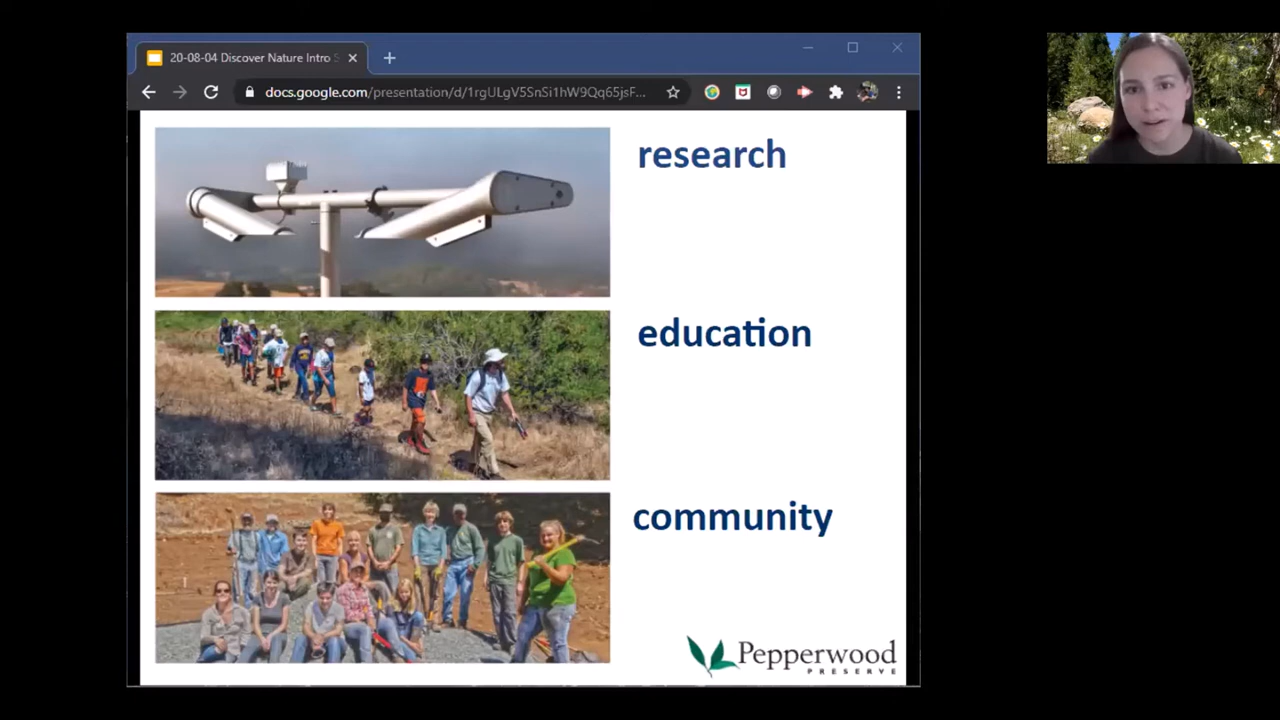 20-08-04 Discover Nature Intro S
docs.google.com/presentation/d/1rgULgV5SnSi1hW9Qq65jsF...
research
education
community
Pepperwood
PRESERVE